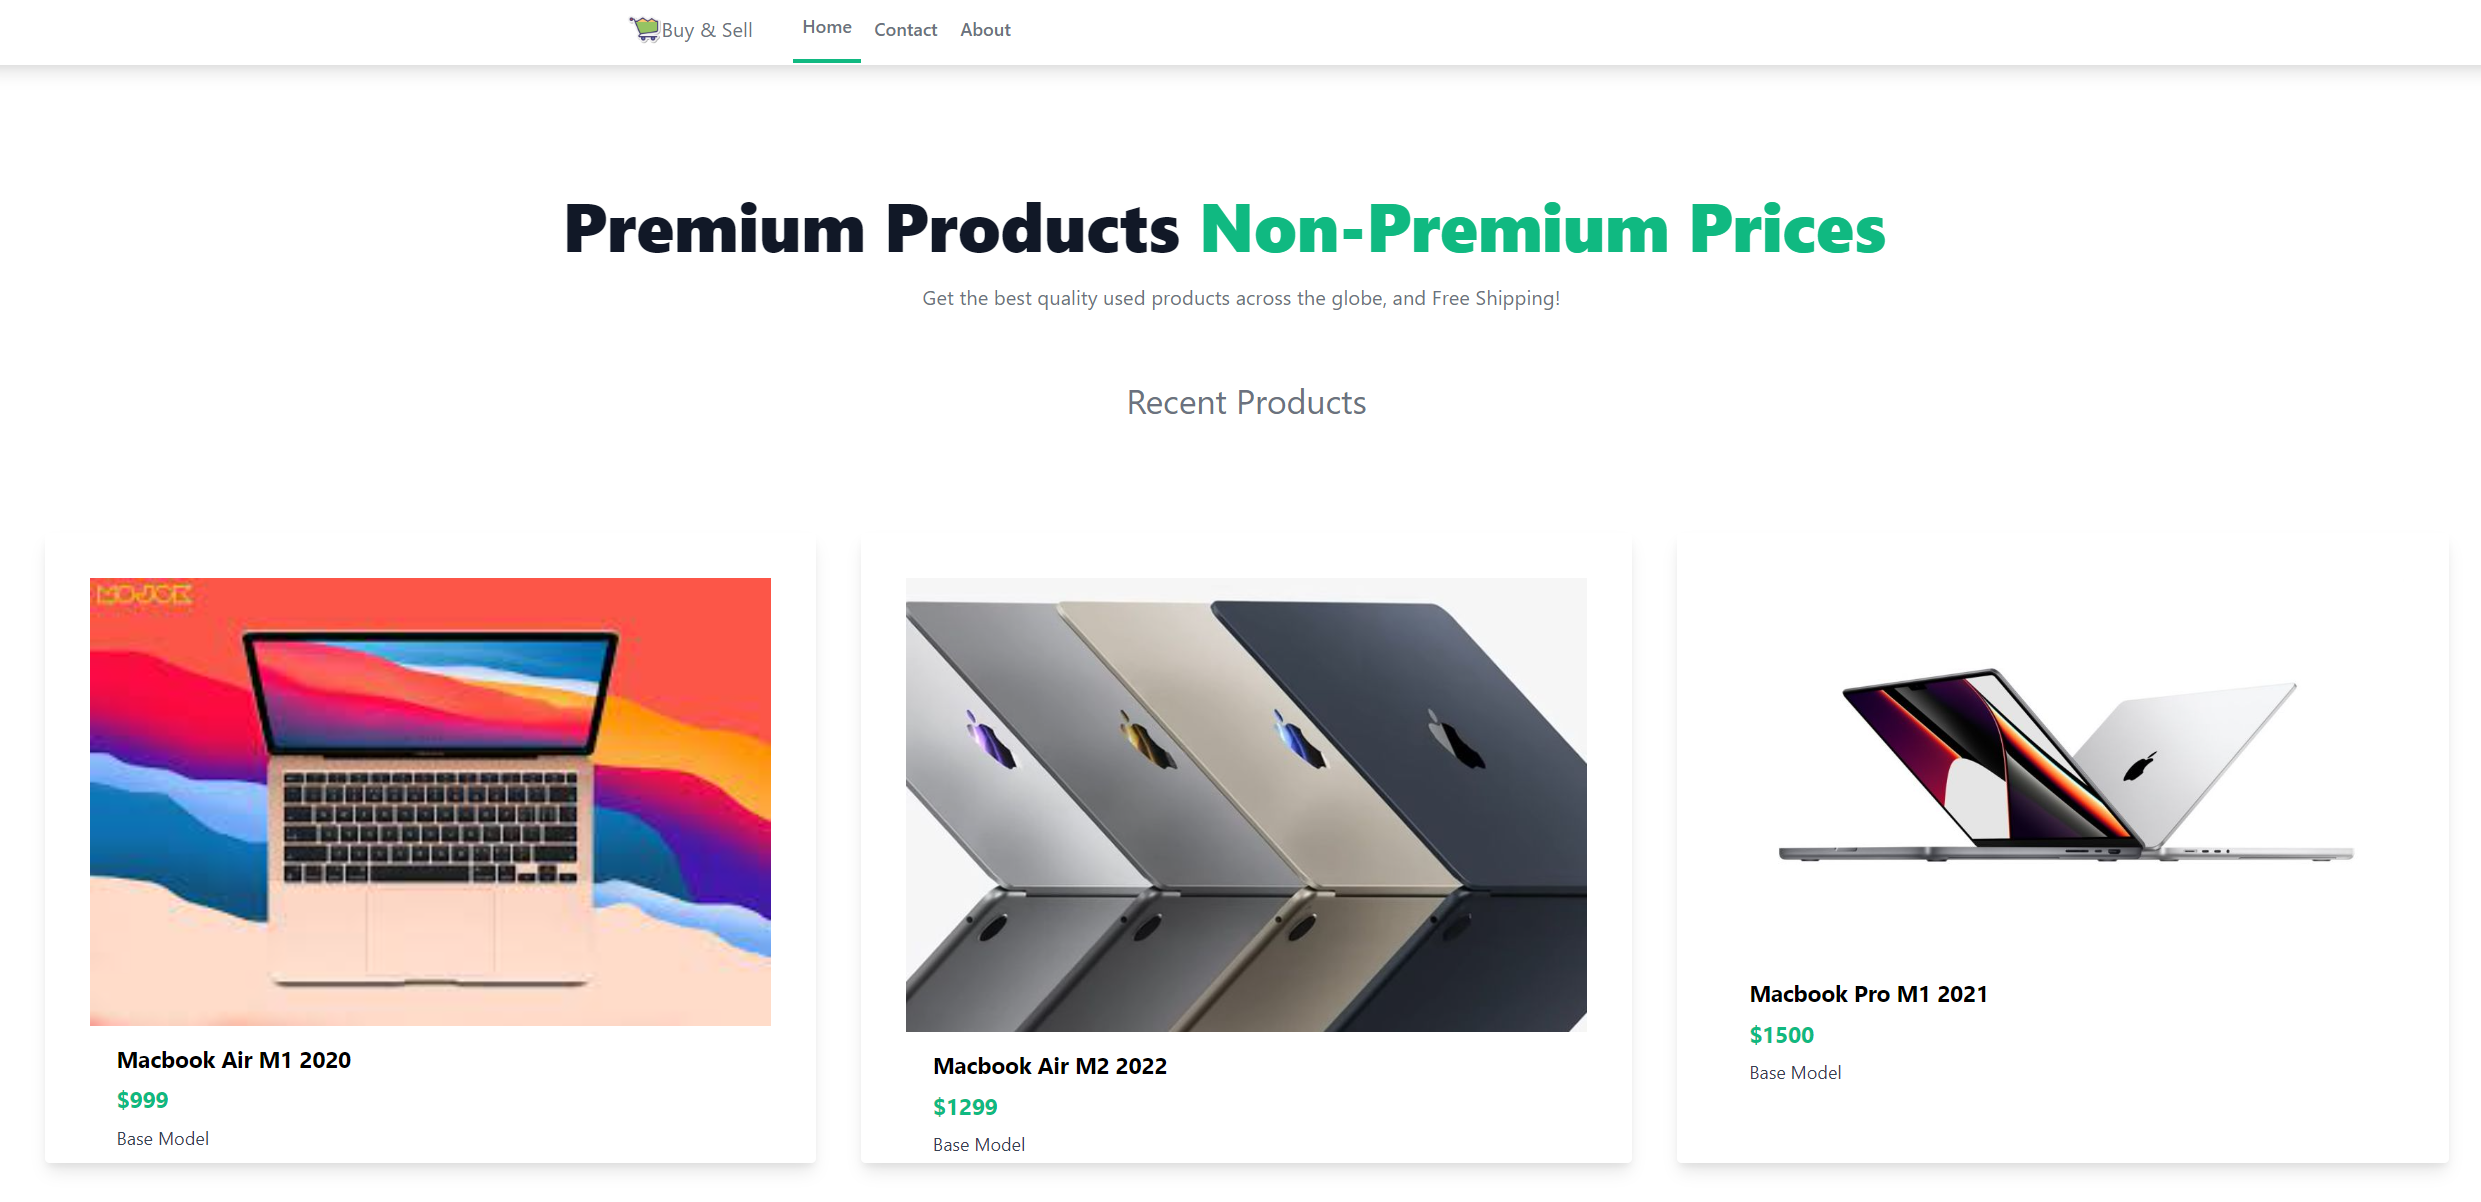 Buy & Sell Home Contact About
Premium Products Non-Premium Prices
Get the best quality used products across the globe, and Free Shipping!
Recent Products
Macbook Air M1 2020
$999
Base Model
Macbook Air M2 2022
$1299
Base Model
Macbook Pro M1 2021
$1500
Base Model